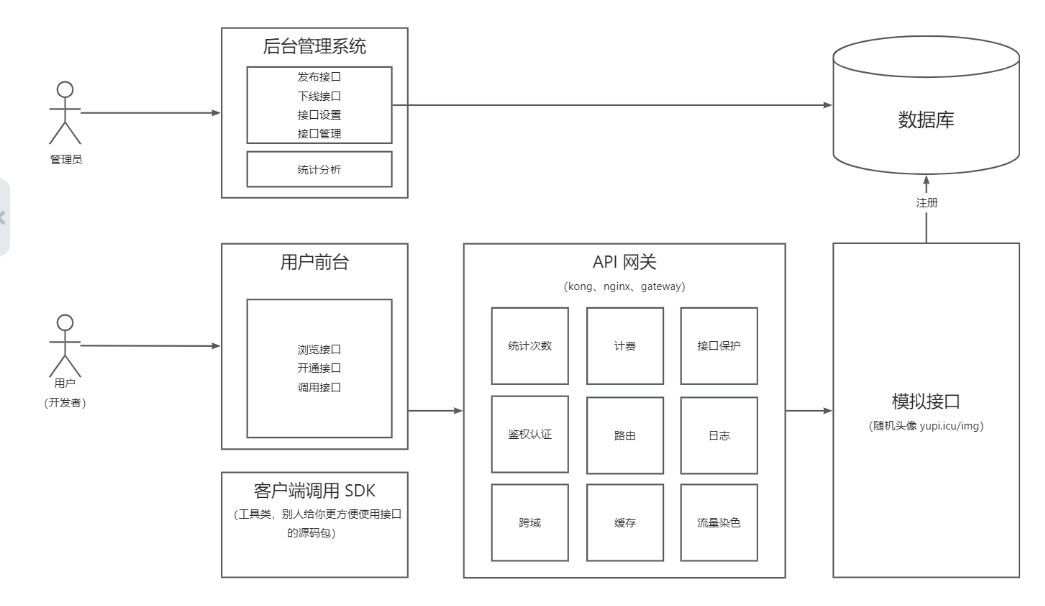 后台管理系统
发布接口
下线接口
接口设置
接口管理
统计分析
管理员
数据库
注册
用户前台
浏览接口
开通接口
调用接口
用户
(开发者)
客户端调用 SDK
(工具类，别人给你更方便使用接口
的源码包)
API 网关
(kong、nginx、gateway)
统计次数
计费
接口保护
鉴权认证
路由
日志
跨域
缓存
流量染色
模拟接口
(随机头像 yupi.icu/img)